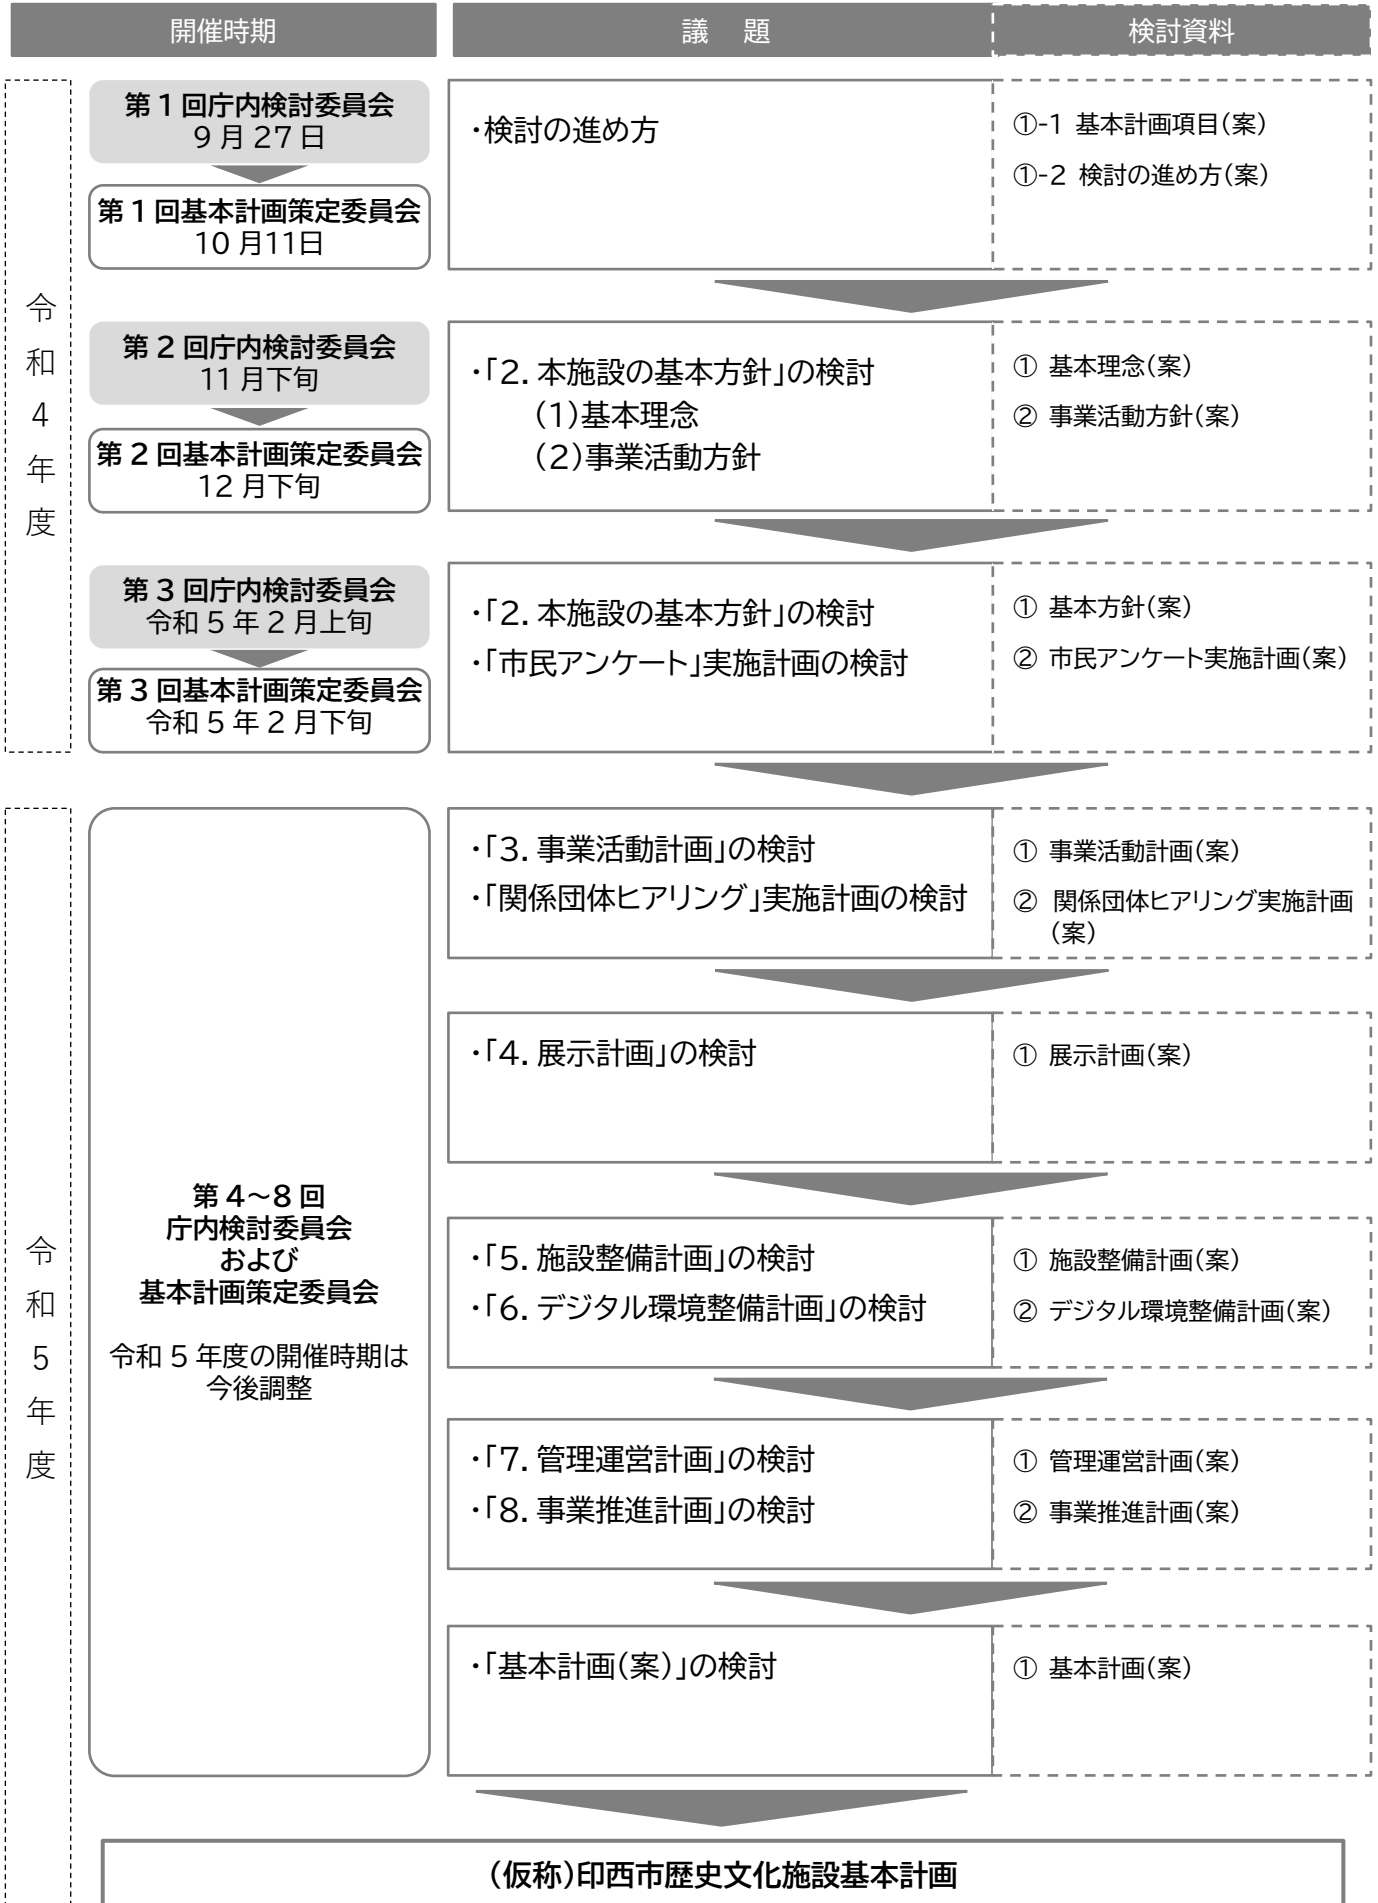 開催時期
議 題
検討資料
令和4年度
第1回庁内検討委員会
9月27日
第1回基本計画策定委員会
10月11日
・検討の進め方
①-1 基本計画項目(案)
①-2 検討の進め方(案)
第2回庁内検討委員会
11月下旬
第2回基本計画策定委員会
12月下旬
・「2.本施設の基本方針」の検討
(1)基本理念
(2)事業活動方針
① 基本理念(案)
② 事業活動方針(案)
第3回庁内検討委員会
令和5年2月上旬
第3回基本計画策定委員会
令和5年2月下旬
・「2.本施設の基本方針」の検討
・「市民アンケート」実施計画の検討
① 基本方針(案)
② 市民アンケート実施計画(案)
令和5年度
第4~8回
庁内検討委員会
および
基本計画策定委員会
令和5年度の開催時期は
今後調整
・「3.事業活動計画」の検討
・「関係団体ヒアリング」実施計画の検討
① 事業活動計画(案)
② 関係団体ヒアリング実施計画
(案)
・「4.展示計画」の検討
① 展示計画(案)
・「5.施設整備計画」の検討
・「6.デジタル環境整備計画」の検討
① 施設整備計画(案)
② デジタル環境整備計画(案)
・「7.管理運営計画」の検討
・「8.事業推進計画」の検討
① 管理運営計画(案)
② 事業推進計画(案)
・「基本計画(案)」の検討
① 基本計画(案)
(仮称)印西市歴史文化施設基本計画